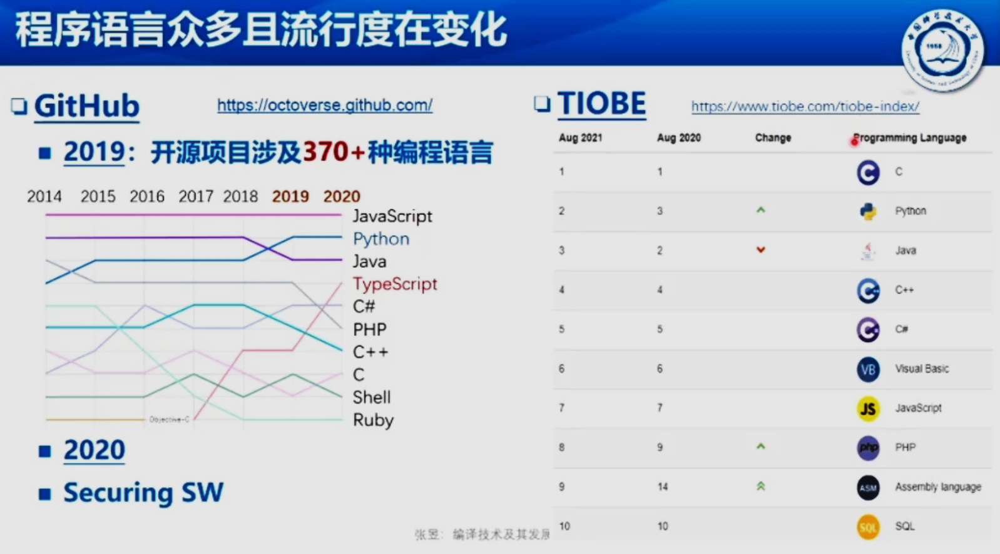 程序语言众多且流行度在变化
GitHub
https://octoverse.github.com/
2019：开源项目涉及370+种编程语言
2014 2015 2016 2017 2018 2019 2020
JavaScript
Python
Java
TypeScript
C#
PHP
C++
C
Shell
Objective-C
Ruby
2020
Securing SW
TIOBE
https://www.tiobe.com/tiobe-index/
Aug 2021 Aug 2020 Change Programming Language
1 1 C
2 3 Python
3 2 Java
4 4 C++
5 5 C#
6 6 VB Visual Basic
7 7 JS JavaScript
8 9 php PHP
9 14 ASM Assembly language
10 10 SQL SQL
张昱：编译技术及其发展
1958